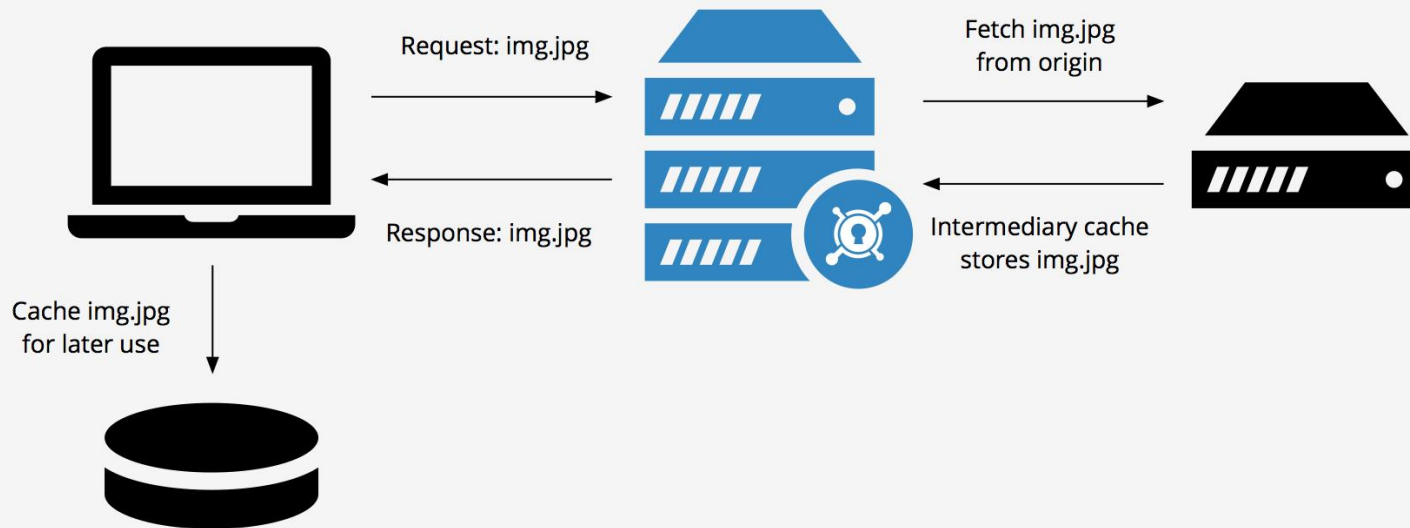 Request: img.jpg
Fetch img.jpg
from origin
Response: img.jpg
Intermediary cache
stores img.jpg
Cache img.jpg
for later use